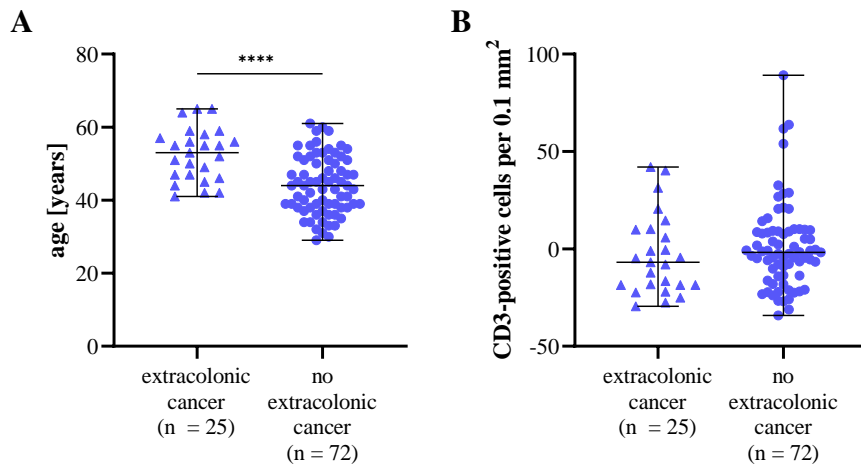 A
80
60
40
20
0
age [years]
****
extracolonic
cancer
(n = 25)
no
extracolonic
cancer
(n = 72)
B
100
50
0
-50
CD3-positive cells per 0.1 mm²
extracolonic
cancer
(n = 25)
no
extracolonic
cancer
(n = 72)